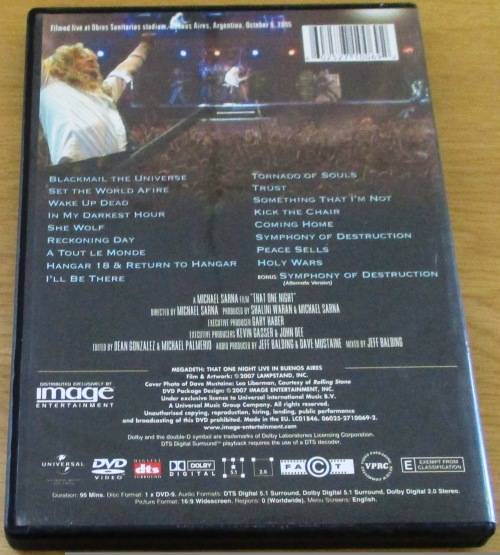 Filmed live at Obras Sanitarias stadium, Buenos Aires, Argentina, October 9, 2005
BLACKMAIL THE UNIVERSE
SET THE WORLD AFIRE
WAKE UP DEAD
IN MY DARKEST HOUR
SHE WOLF
RECKONING DAY
A TOUT LE MONDE
HANGAR 18 & RETURN TO HANGAR
I'LL BE THERE
TORNADO OF SOULS
TRUST
SOMETHING THAT I'M NOT
KICK THE CHAIR
COMING HOME
SYMPHONY OF DESTRUCTION
PEACE SELLS
HOLY WARS
BONUS: SYMPHONY OF DESTRUCTION
(Alternate Version)
A MICHAEL SARNA FILM "THAT ONE NIGHT"
DIRECTED BY MICHAEL SARNA PRODUCED BY SHALINI WARAN & MICHAEL SARNA
EXECUTIVE PRODUCER GARY HABER
EXECUTIVE PRODUCERS KEVIN GASSER & JOHN DEE
EDITED BY DEAN GONZALEZ & MICHAEL PALMERIO AUDIO PRODUCED BY JEFF BALDING & DAVE MUSTAINE MIXED BY JEFF BALDING
MEGADETH: THAT ONE NIGHT LIVE IN BUENOS AIRES
Film & Artwork: © 2007 LAMPSTAND, INC.
Cover Photo of Dave Mustaine: Leo Liberman, Courtesy of Rolling Stone
DVD Package Design: © 2007 IMAGE ENTERTAINMENT, INC.
Under exclusive license to Universal international Music B.V.
A Universal Music Group Company. All rights reserved.
Unauthorised copying, reproduction, hiring, lending, public performance
and broadcasting of this DVD prohibited. Made in the EU. LC01846. 06025-2710069-2.
www.image-entertainment.com
DISTRIBUTED EXCLUSIVELY BY
image
ENTERTAINMENT
Dolby and the double-D symbol are trademarks of Dolby Laboratories Licensing Corporation.
DTS Digital Surround™ playback requires the use of a DTS decoder.
UNIVERSAL
DVD
VIDEO
DIGITAL
dts
SURROUND
DOLBY
DIGITAL
5.1
2.0
FACT
VPRC
E EXEMPT FROM
CLASSIFICATION
Duration: 95 Mins. Disc Format: 1 x DVD-9. Audio Formats: DTS Digital 5.1 Surround, Dolby Digital 5.1 Surround, Dolby Digital 2.0 Stereo.
Picture Format: 16:9 Widescreen. Regions: 0 (Worldwide). Menu Screens: English.